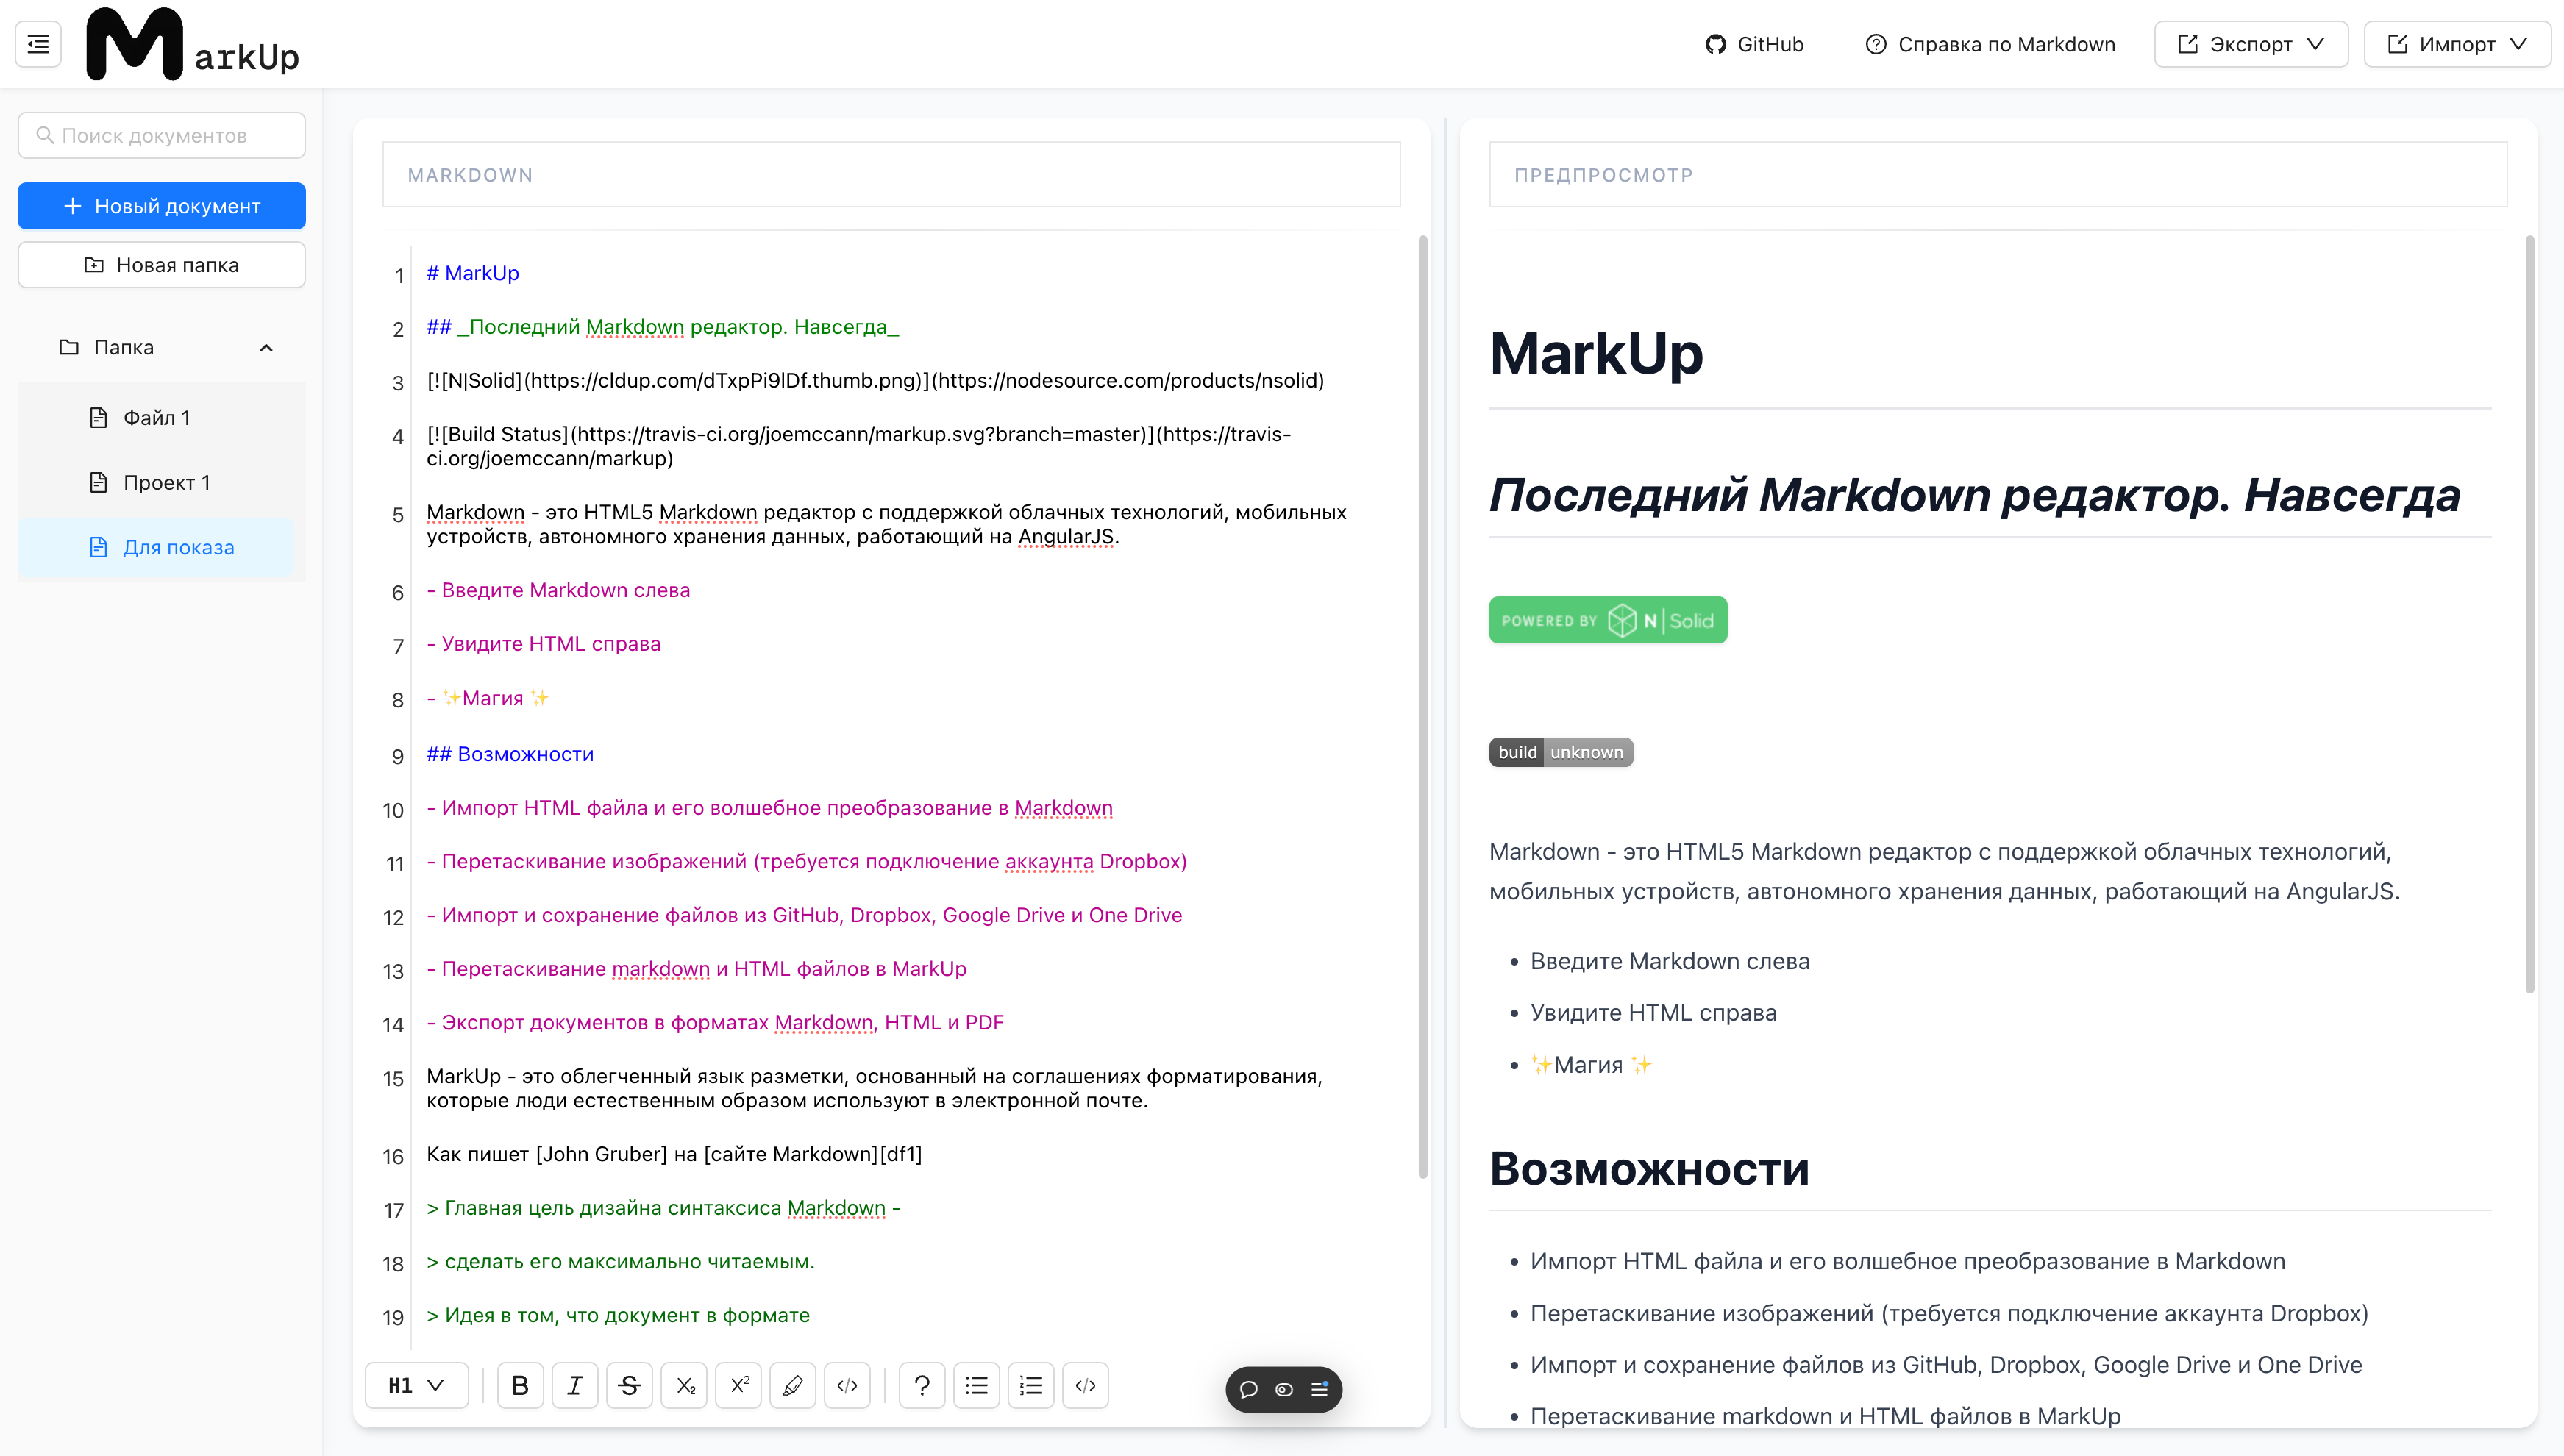 MarkUp
GitHub
Справка по Markdown
Экспорт
Импорт
Поиск документов
Новый документ
Новая папка
Папка
Файл 1
Проект 1
Для показа
MARKDOWN
1 # MarkUp
2 ## _Последний Markdown редактор. Навсегда_
3 [![N|Solid](https://cldup.com/dTxpPi9lDf.thumb.png)](https://nodesource.com/products/nsolid)
4 [![Build Status](https://travis-ci.org/joemccann/markup.svg?branch=master)](https://travis-
ci.org/joemccann/markup)
5 Markdown - это HTML5 Markdown редактор с поддержкой облачных технологий, мобильных
устройств, автономного хранения данных, работающий на AngularJS.
6 - Введите Markdown слева
7 - Увидите HTML справа
8 - ✨Магия ✨
9 ## Возможности
10 - Импорт HTML файла и его волшебное преобразование в Markdown
11 - Перетаскивание изображений (требуется подключение аккаунта Dropbox)
12 - Импорт и сохранение файлов из GitHub, Dropbox, Google Drive и One Drive
13 - Перетаскивание markdown и HTML файлов в MarkUp
14 - Экспорт документов в форматах Markdown, HTML и PDF
15 MarkUp - это облегченный язык разметки, основанный на соглашениях форматирования,
которые люди естественным образом используют в электронной почте.
16 Как пишет [John Gruber] на [сайте Markdown][df1]
17 > Главная цель дизайна синтаксиса Markdown -
18 > сделать его максимально читаемым.
19 > Идея в том, что документ в формате
H1 B I S X₂ X² </> ? </>
ПРЕДПРОСМОТР
MarkUp
Последний Markdown редактор. Навсегда
POWERED BY N|Solid
build unknown
Markdown - это HTML5 Markdown редактор с поддержкой облачных технологий,
мобильных устройств, автономного хранения данных, работающий на AngularJS.
• Введите Markdown слева
• Увидите HTML справа
• ✨Магия ✨
Возможности
• Импорт HTML файла и его волшебное преобразование в Markdown
• Перетаскивание изображений (требуется подключение аккаунта Dropbox)
• Импорт и сохранение файлов из GitHub, Dropbox, Google Drive и One Drive
• Перетаскивание markdown и HTML файлов в MarkUp